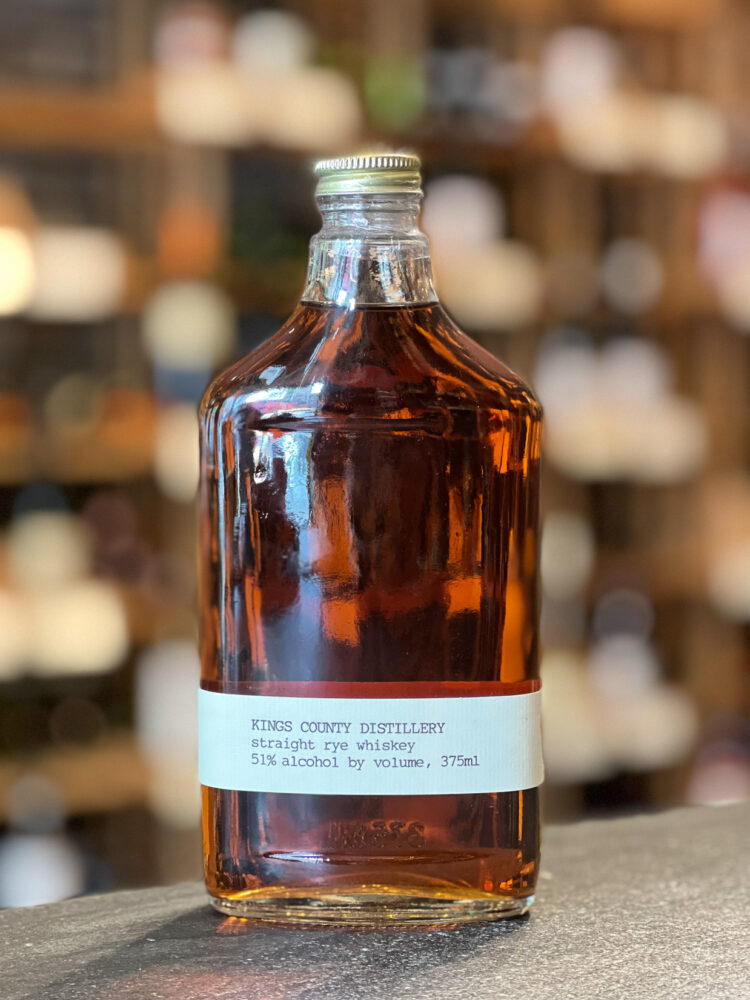 KINGS COUNTY DISTILLERY
straight rye whiskey
51% alcohol by volume, 375ml